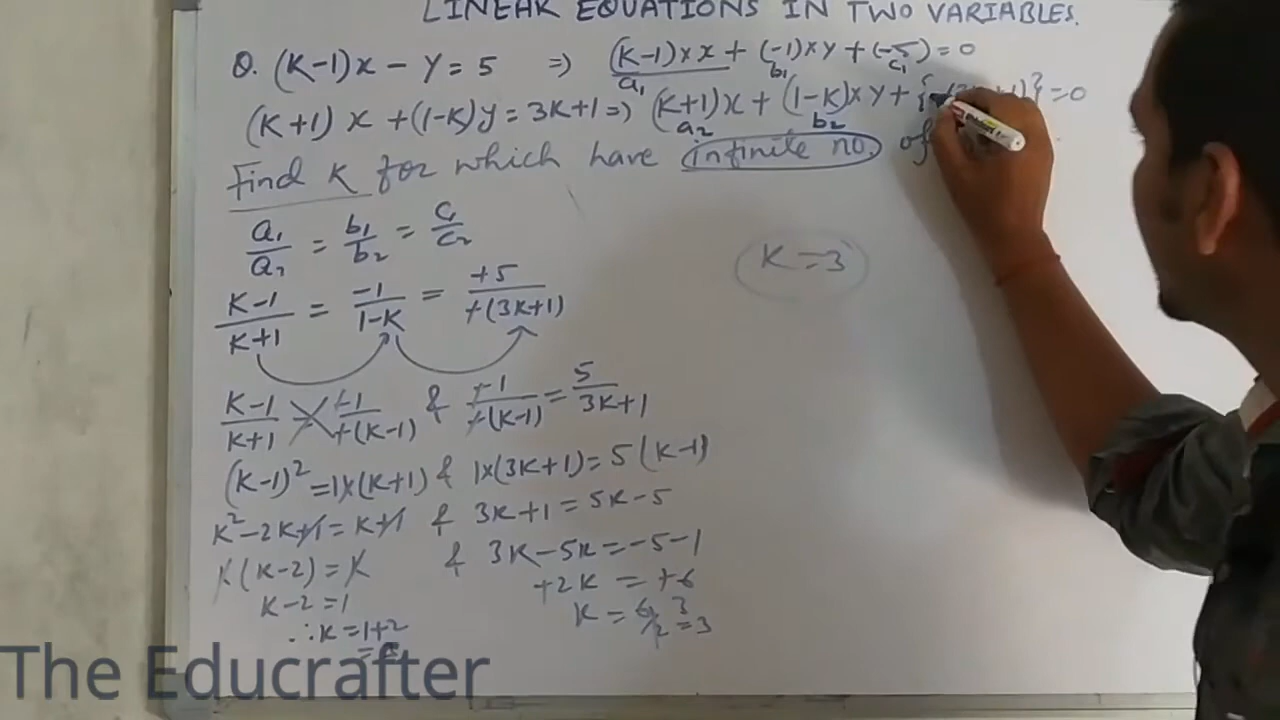 LINEAR EQUATIONS IN TWO VARIABLES.
Q. (K-1)x - y = 5 ⇒ (K-1)×x + (-1)×y + (-5) = 0
a₁ b₁ c₁
(K+1) x + (1-K)y = 3K+1 ⇒ (K+1)x + (1-K)×y + { } = 0
a₂ b₂
Find K for which have infinite no of
a₁/a₂ = b₁/b₂ = c₁/c₂
K-1/K+1 = -1/1-K = +5/+(3K+1)
K = 3
K-1/K+1 = +1/+(K-1) & +1/+(K-1) = 5/3K+1
(K-1)² = 1×(K+1) & 1×(3K+1) = 5(K-1)
K²-2K+1 = K+1 & 3K+1 = 5K-5
K(K-2) = K & 3K-5K = -5-1
K-2 = 1 +2K = +6
∴ K = 1+2 K = 6/2 3 = 3
The Educrafter